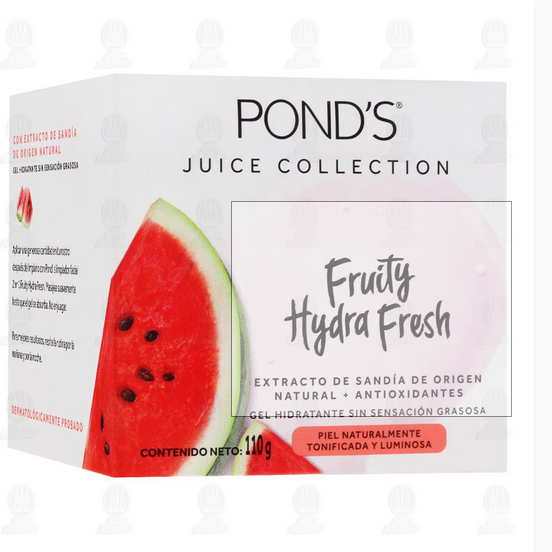 POND'S®
JUICE COLLECTION
Fruity
Hydra Fresh
EXTRACTO DE SANDÍA DE ORIGEN
NATURAL + ANTIOXIDANTES
GEL HIDRATANTE SIN SENSACIÓN GRASOSA
PIEL NATURALMENTE
TONIFICADA Y LUMINOSA
CONTENIDO NETO: 110g
CON EXTRACTO DE SANDÍA
DE ORIGEN NATURAL
GEL HIDRATANTE SIN SENSACIÓN GRASOSA
DERMATOLÓGICAMENTE PROBADO